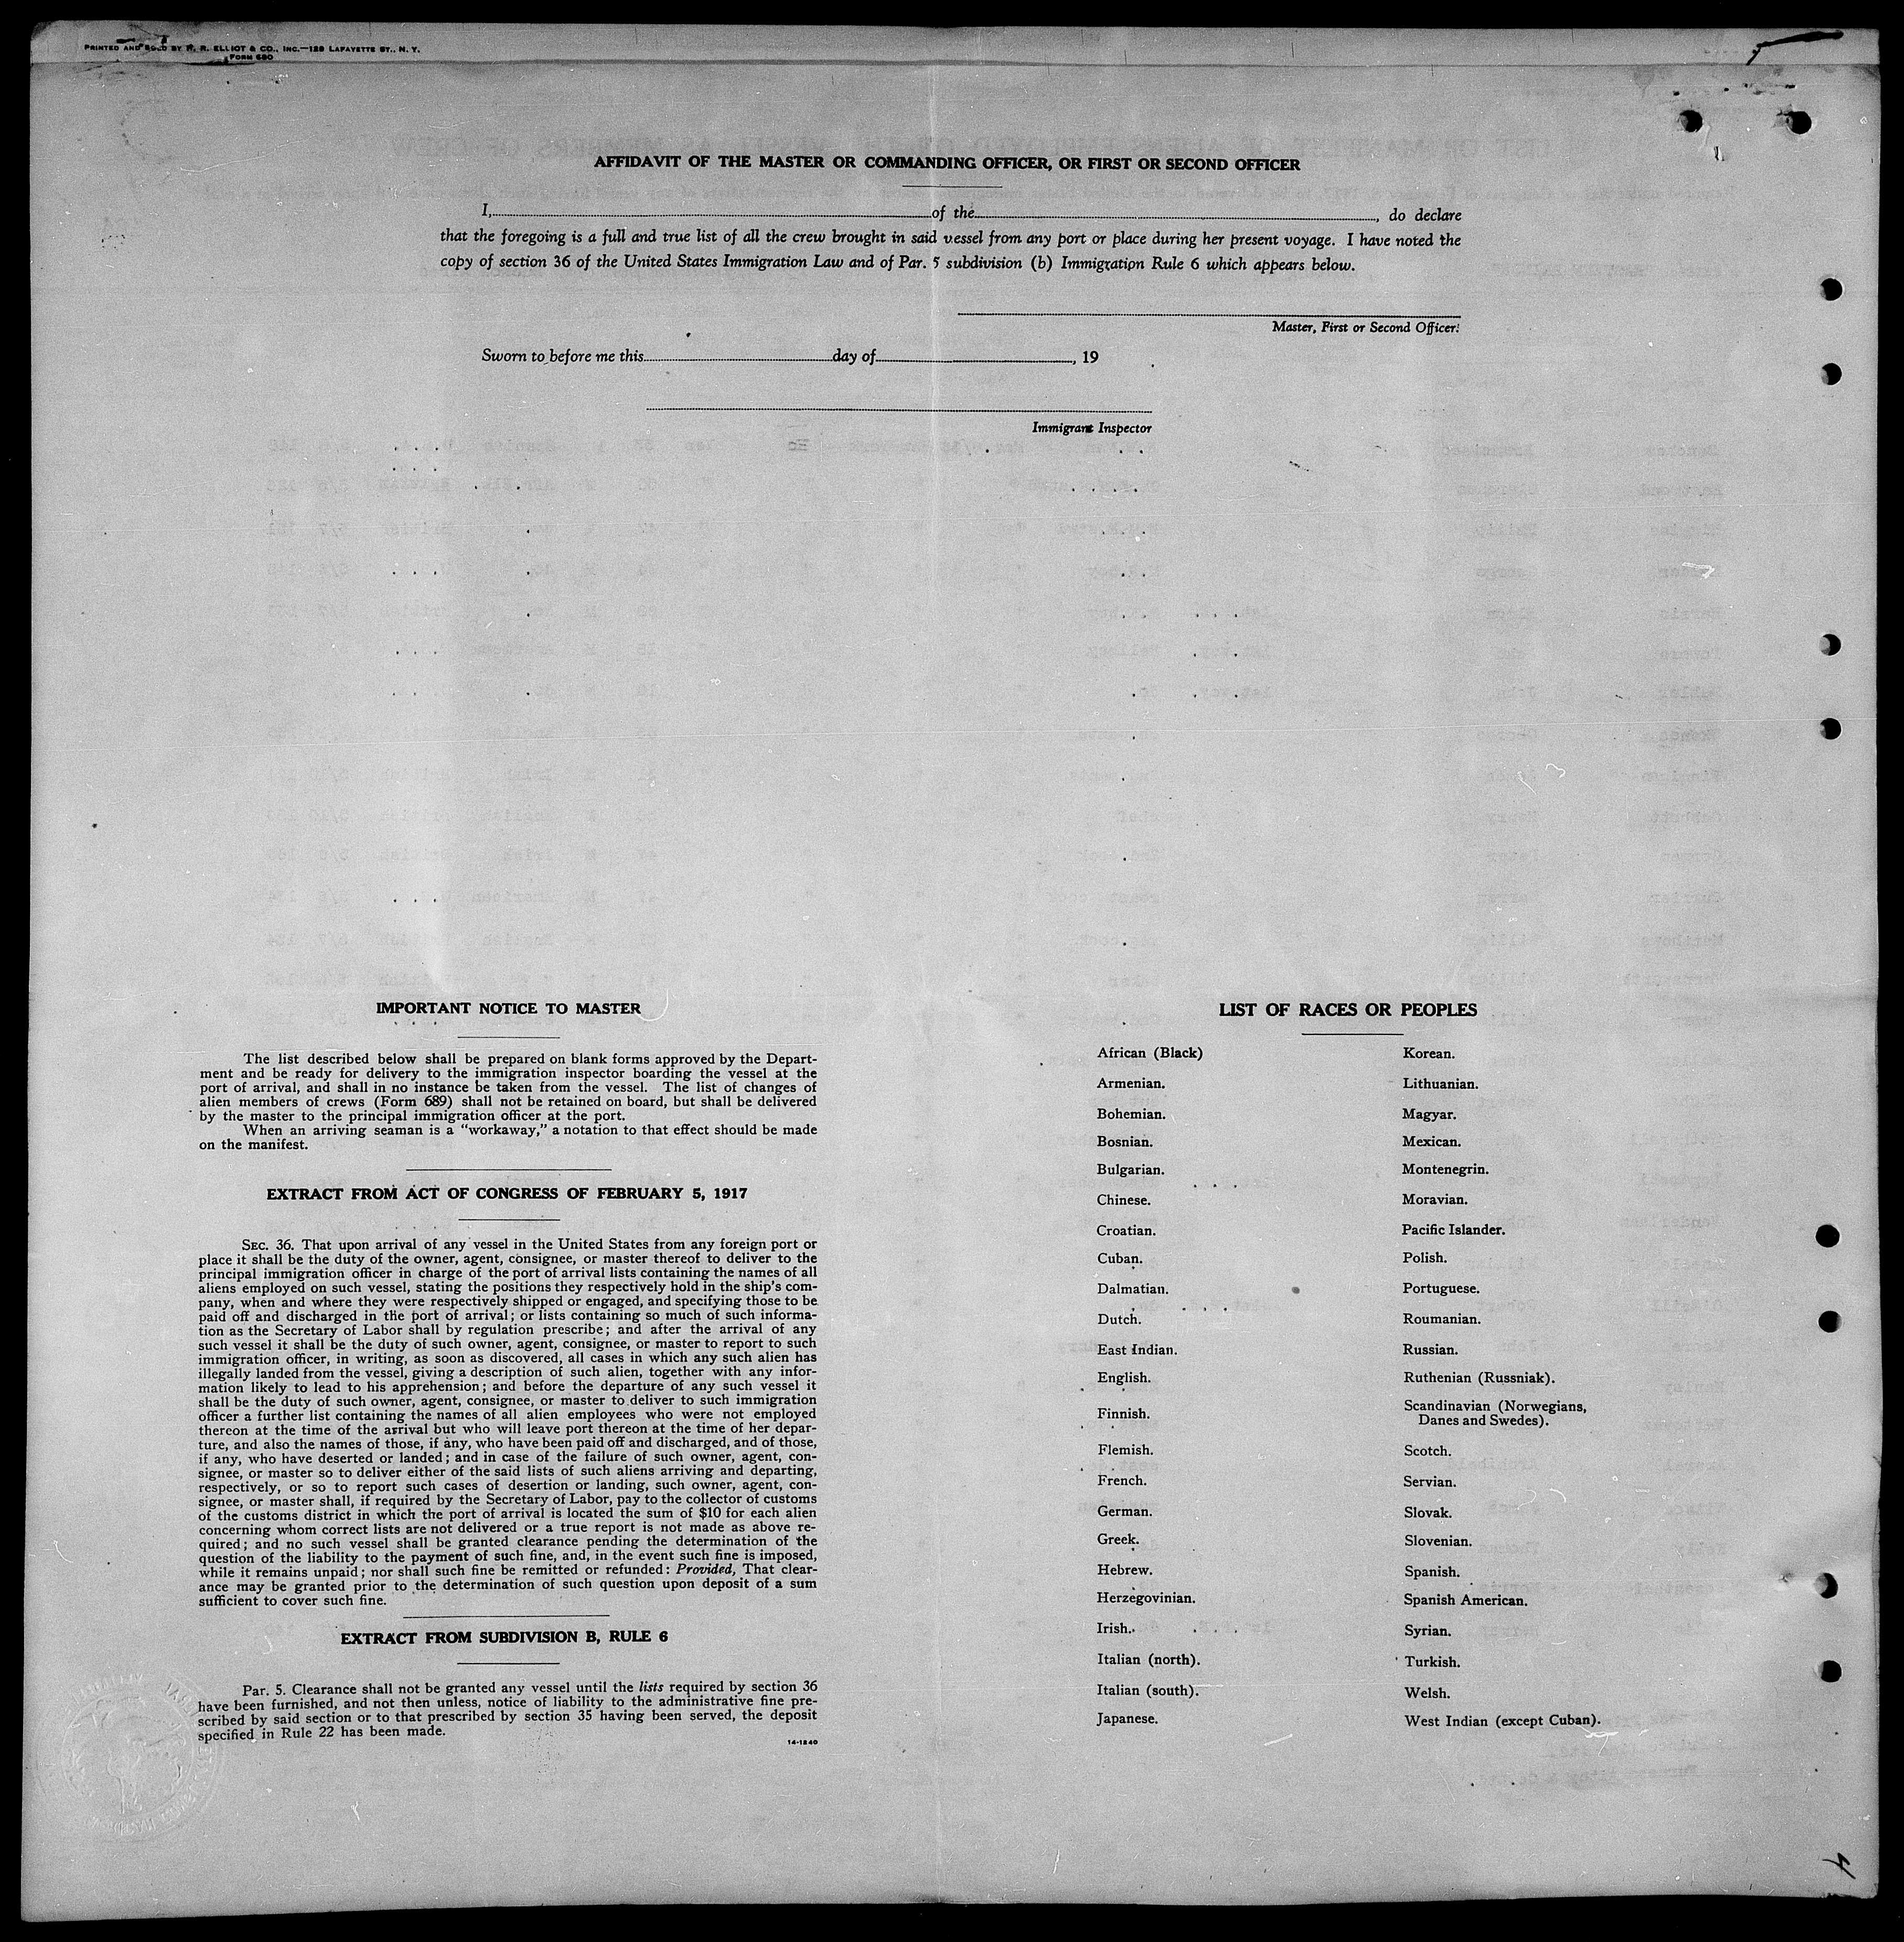 PRINTED AND SOLD BY R. ELLIOT & CO., INC.—128 LAFAYETTE ST., N. Y.
FORM 680
AFFIDAVIT OF THE MASTER OR COMMANDING OFFICER, OR FIRST OR SECOND OFFICER
I, of the , do declare
that the foregoing is a full and true list of all the crew brought in said vessel from any port or place during her present voyage. I have noted the
copy of section 36 of the United States Immigration Law and of Par. 5 subdivision (b) Immigration Rule 6 which appears below.
Master, First or Second Officer.
Sworn to before me this day of , 19
Immigrant Inspector
IMPORTANT NOTICE TO MASTER
The list described below shall be prepared on blank forms approved by the Depart-
ment and be ready for delivery to the immigration inspector boarding the vessel at the
port of arrival, and shall in no instance be taken from the vessel. The list of changes of
alien members of crews (Form 689) shall not be retained on board, but shall be delivered
by the master to the principal immigration officer at the port.
When an arriving seaman is a "workaway," a notation to that effect should be made
on the manifest.
EXTRACT FROM ACT OF CONGRESS OF FEBRUARY 5, 1917
SEC. 36. That upon arrival of any vessel in the United States from any foreign port or
place it shall be the duty of the owner, agent, consignee, or master thereof to deliver to the
principal immigration officer in charge of the port of arrival lists containing the names of all
aliens employed on such vessel, stating the positions they respectively hold in the ship's com-
pany, when and where they were respectively shipped or engaged, and specifying those to be
paid off and discharged in the port of arrival; or lists containing so much of such informa-
tion as the Secretary of Labor shall by regulation prescribe; and after the arrival of any
such vessel it shall be the duty of such owner, agent, consignee, or master to report to such
immigration officer, in writing, as soon as discovered, all cases in which any such alien has
illegally landed from the vessel, giving a description of such alien, together with any infor-
mation likely to lead to his apprehension; and before the departure of any such vessel it
shall be the duty of such owner, agent, consignee, or master to deliver to such immigration
officer a further list containing the names of all alien employees who were not employed
thereon at the time of the arrival but who will leave port thereon at the time of her depar-
ture, and also the names of those, if any, who have been paid off and discharged, and of those,
if any, who have deserted or landed; and in case of the failure of such owner, agent, con-
signee, or master so to deliver either of the said lists of such aliens arriving and departing,
respectively, or so to report such cases of desertion or landing, such owner, agent, con-
signee, or master shall, if required by the Secretary of Labor, pay to the collector of customs
of the customs district in which the port of arrival is located the sum of $10 for each alien
concerning whom correct lists are not delivered or a true report is not made as above re-
quired; and no such vessel shall be granted clearance pending the determination of the
question of the liability to the payment of such fine, and, in the event such fine is imposed,
while it remains unpaid; nor shall such fine be remitted or refunded: Provided, That clear-
ance may be granted prior to the determination of such question upon deposit of a sum
sufficient to cover such fine.
EXTRACT FROM SUBDIVISION B, RULE 6
Par. 5. Clearance shall not be granted any vessel until the lists required by section 36
have been furnished, and not then unless, notice of liability to the administrative fine pre-
scribed by said section or to that prescribed by section 35 having been served, the deposit
specified in Rule 22 has been made.
14-1240
LIST OF RACES OR PEOPLES
African (Black)
Armenian.
Bohemian.
Bosnian.
Bulgarian.
Chinese.
Croatian.
Cuban.
Dalmatian.
Dutch.
East Indian.
English.
Finnish.
Flemish.
French.
German.
Greek.
Hebrew.
Herzegovinian.
Irish.
Italian (north).
Italian (south).
Japanese.
Korean.
Lithuanian.
Magyar.
Mexican.
Montenegrin.
Moravian.
Pacific Islander.
Polish.
Portuguese.
Roumanian.
Russian.
Ruthenian (Russniak).
Scandinavian (Norwegians,
Danes and Swedes).
Scotch.
Servian.
Slovak.
Slovenian.
Spanish.
Spanish American.
Syrian.
Turkish.
Welsh.
West Indian (except Cuban).
4